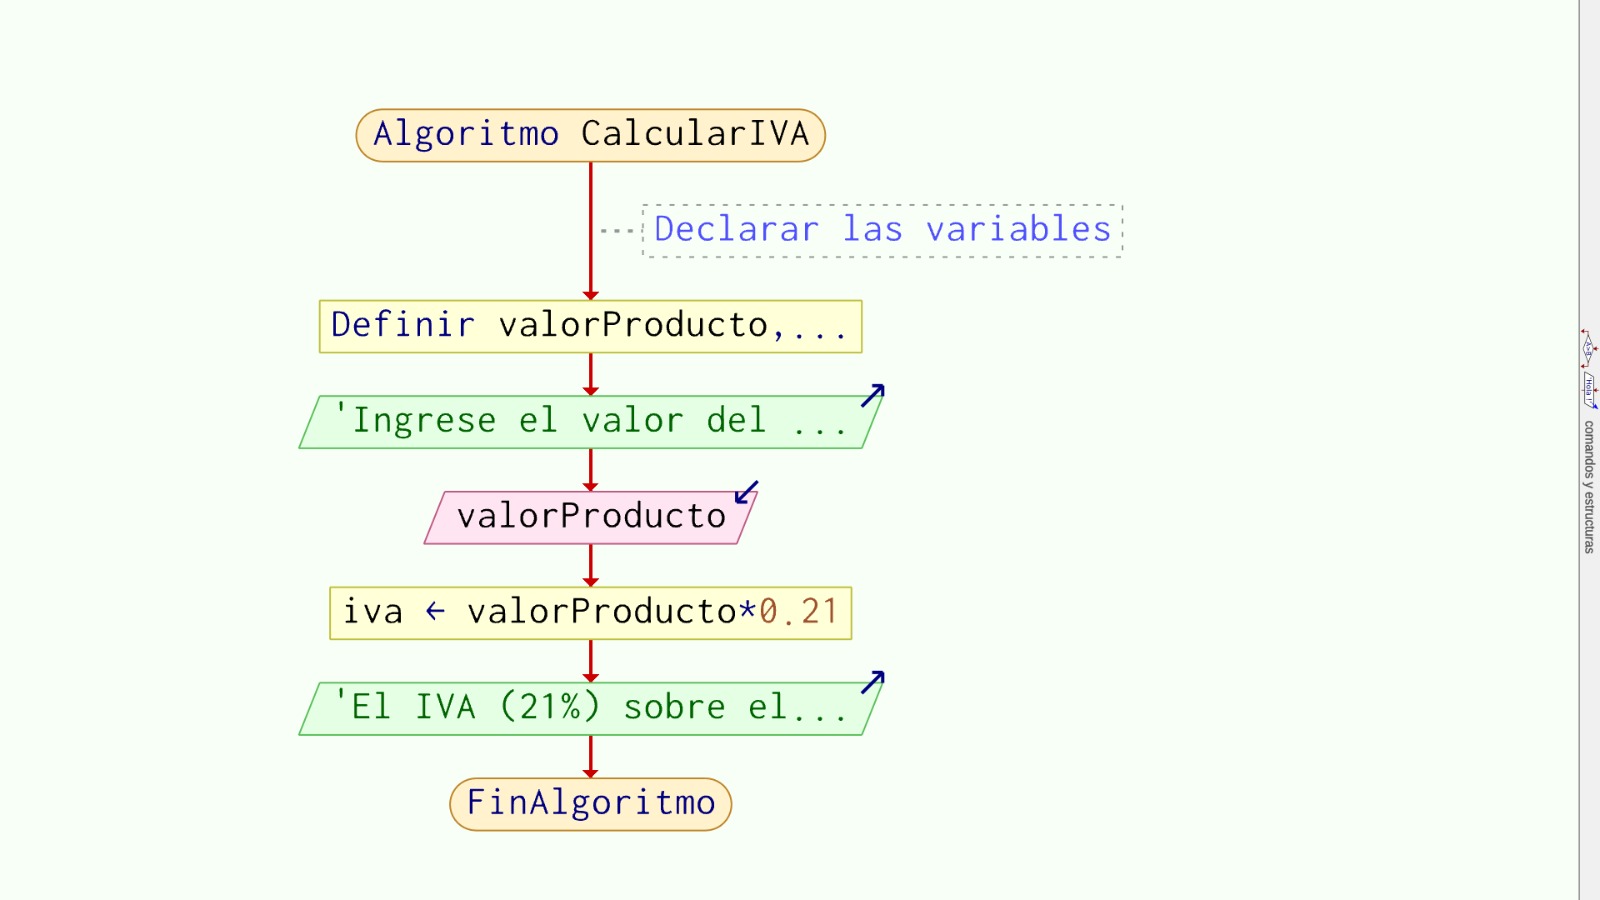 Algoritmo CalcularIVA
Declarar las variables
Definir valorProducto,...
'Ingrese el valor del ...
valorProducto
iva ← valorProducto*0.21
'El IVA (21%) sobre el...
FinAlgoritmo
comandos y estructuras